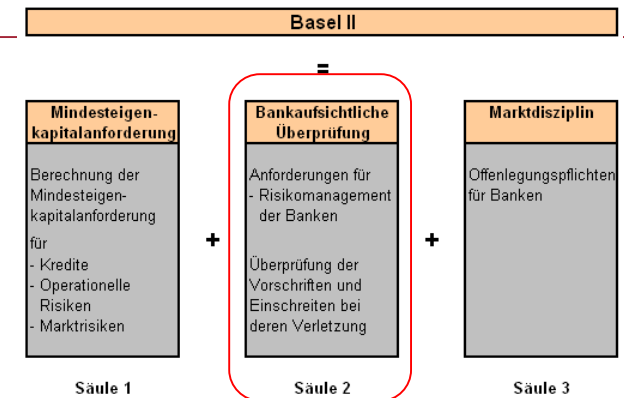 Basel II
=
Mindesteigen-
kapitalanforderung
Berechnung der
Mindesteigen-
kapitalanforderung
für
- Kredite
- Operationelle
Risiken
- Marktrisiken
Säule 1
+
Bankaufsichtliche
Überprüfung
Anforderungen für
- Risikomanagement
der Banken
Überprüfung der
Vorschriften und
Einschreiten bei
deren Verletzung
Säule 2
+
Marktdisziplin
Offenlegungspflichten
für Banken
Säule 3